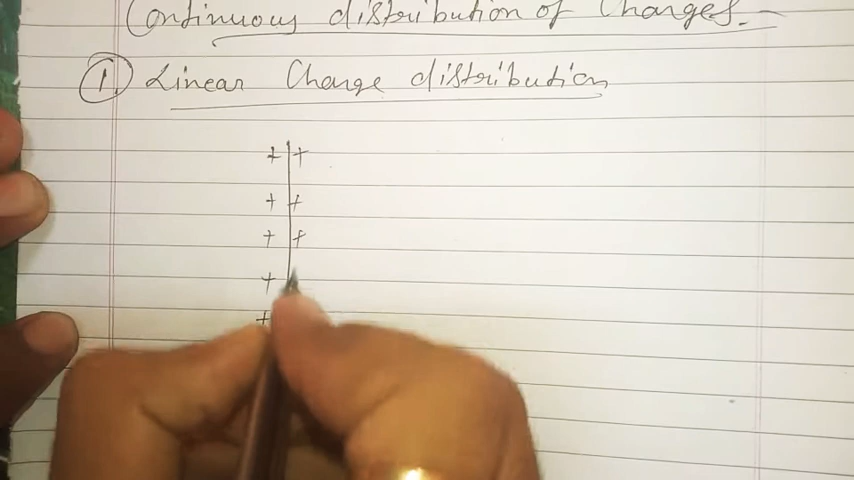 Continuous distribution of Charges.-
1. Linear Charge distribution
+ +
+ +
+ +
+
+